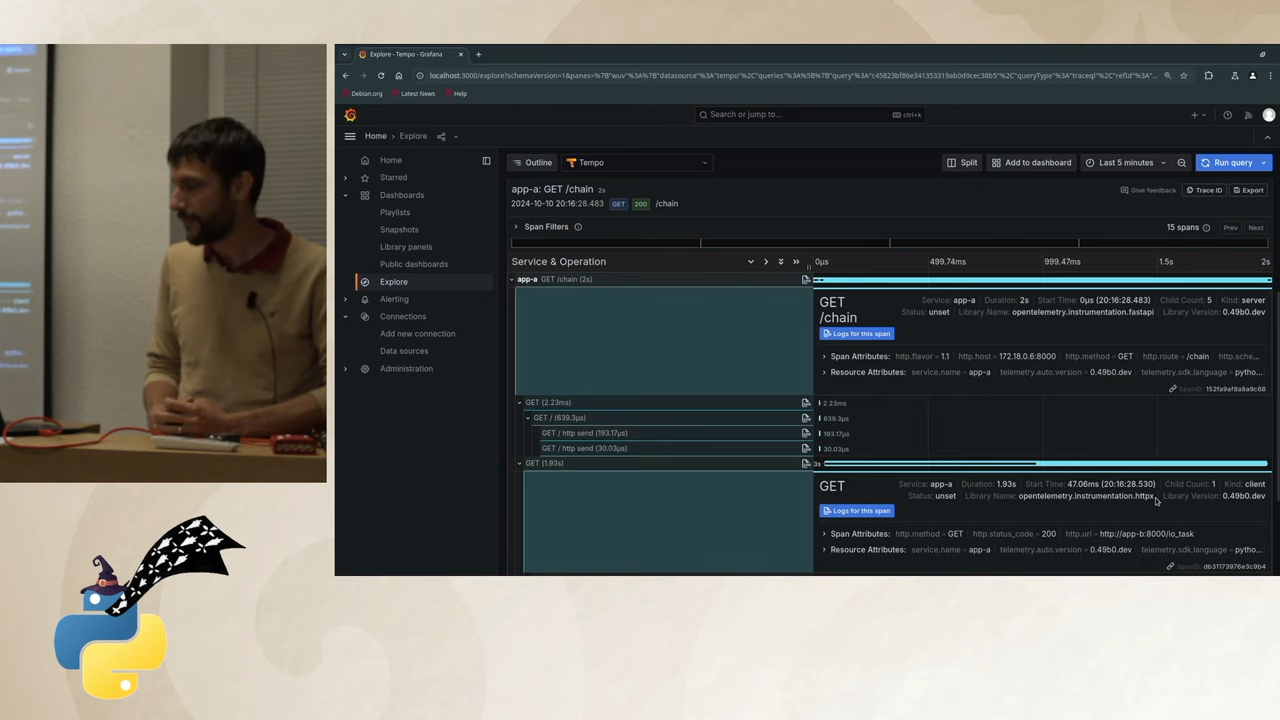 Explore - Tempo - Grafana
localhost:3000/explore?schemaVersion=1&panes=%7B"wuv"%3A%7B"datasource"%3A"tempo"%2C"queries"%3A%5B%7B"query"%3A"c45823bf86e341353319ab0d9cec38b5"%2C"queryType"%3A"traceql"%2C"refId"%3A"...
Debian.org Latest News Help
Search or jump to... ctrl+k
Home Explore
Home
Starred
Dashboards
Playlists
Snapshots
Library panels
Public dashboards
Explore
Alerting
Connections
Add new connection
Data sources
Administration
Outline Tempo Split Add to dashboard Last 5 minutes Run query
app-a: GET /chain 2s Give feedback Trace ID Export
2024-10-10 20:16:28.483 GET 200 /chain
Span Filters 15 spans Prev Next
Service & Operation 0μs 499.74ms 999.47ms 1.5s 2s
app-a GET /chain (2s)
GET /chain
Service: app-a Duration: 2s Start Time: 0μs (20:16:28.483) Child Count: 5 Kind: server
Status: unset Library Name: opentelemetry.instrumentation.fastapi Library Version: 0.49b0.dev
Logs for this span
Span Attributes: http.flavor = 1.1 http.host = 172.18.0.6:8000 http.method = GET http.route = /chain http.sche...
Resource Attributes: service.name = app-a telemetry.auto.version = 0.49b0.dev telemetry.sdk.language = pytho...
SpanID: 152fa9af8a8a9c68
GET (2.23ms) 2.23ms
GET / (639.3μs) 639.3μs
GET / http send (193.17μs) 193.17μs
GET / http send (30.03μs) 30.03μs
GET (1.93s) 3s
GET
Service: app-a Duration: 1.93s Start Time: 47.06ms (20:16:28.530) Child Count: 1 Kind: client
Status: unset Library Name: opentelemetry.instrumentation.httpx Library Version: 0.49b0.dev
Logs for this span
Span Attributes: http.method = GET http.status_code = 200 http.url = http://app-b:8000/io_task
Resource Attributes: service.name = app-a telemetry.auto.version = 0.49b0.dev telemetry.sdk.language = pytho...
SpanID: db31173976e3c9b4